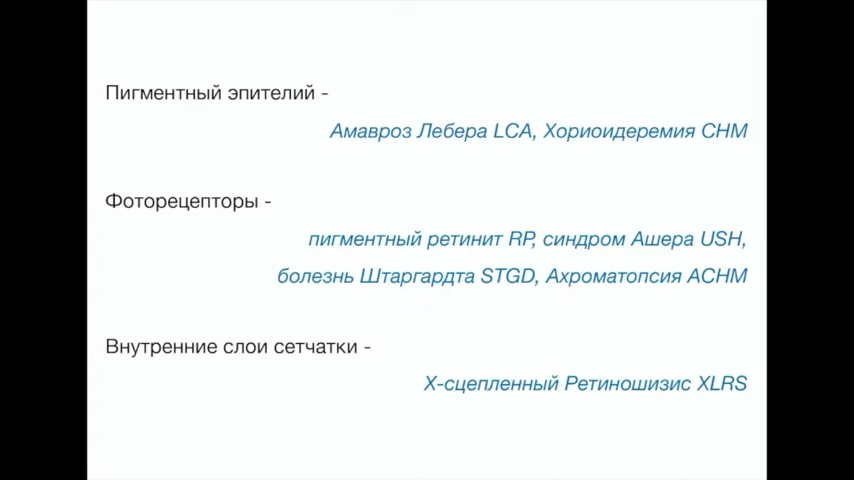 Пигментный эпителий -
Амавроз Лебера LCA, Хориоидеремия CHM
Фоторецепторы -
пигментный ретинит RP, синдром Ашера USH,
болезнь Штаргардта STGD, Ахроматопсия ACHM
Внутренние слои сетчатки -
Х-сцепленный Ретиношизис XLRS